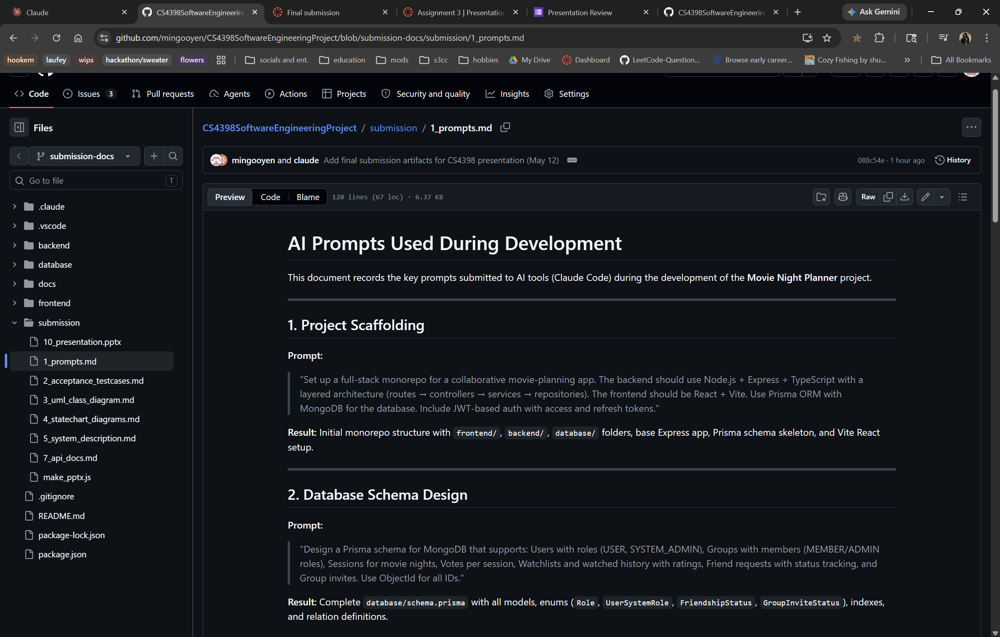 Claude
CS4398SoftwareEngineering
Final submission
Assignment 3 | Presentation
Presentation Review
CS4398SoftwareEngineering
Ask Gemini
github.com/mingooyen/CS4398SoftwareEngineeringProject/blob/submission-docs/submission/1_prompts.md
hookem laufey wips hackathon/sweater flowers socials and ent. education mods s3cc hobbies My Drive Dashboard LeetCode-Question... Browse early career... Cozy Fishing by shu... » All Bookmarks
Code Issues 3 Pull requests Agents Actions Projects Security and quality Insights Settings
Files
submission-docs
Go to file T
.claude
.vscode
backend
database
docs
frontend
submission
10_presentation.pptx
1_prompts.md
2_acceptance_testcases.md
3_uml_class_diagram.md
4_statechart_diagrams.md
5_system_description.md
7_api_docs.md
make_pptx.js
.gitignore
README.md
package-lock.json
package.json
CS4398SoftwareEngineeringProject / submission / 1_prompts.md
mingooyen and claude Add final submission artifacts for CS4398 presentation (May 12) 088c54e · 1 hour ago History
Preview Code Blame 120 lines (67 loc) · 6.37 KB Raw
AI Prompts Used During Development
This document records the key prompts submitted to AI tools (Claude Code) during the development of the Movie Night Planner project.
1. Project Scaffolding
Prompt:
"Set up a full-stack monorepo for a collaborative movie-planning app. The backend should use Node.js + Express + TypeScript with a
layered architecture (routes → controllers → services → repositories). The frontend should be React + Vite. Use Prisma ORM with
MongoDB for the database. Include JWT-based auth with access and refresh tokens."
Result: Initial monorepo structure with frontend/ , backend/ , database/ folders, base Express app, Prisma schema skeleton, and Vite React
setup.
2. Database Schema Design
Prompt:
"Design a Prisma schema for MongoDB that supports: Users with roles (USER, SYSTEM_ADMIN), Groups with members (MEMBER/ADMIN
roles), Sessions for movie nights, Votes per session, Watchlists and watched history with ratings, Friend requests with status tracking, and
Group invites. Use ObjectId for all IDs."
Result: Complete database/schema.prisma with all models, enums ( Role , UserSystemRole , FriendshipStatus , GroupInviteStatus ), indexes,
and relation definitions.